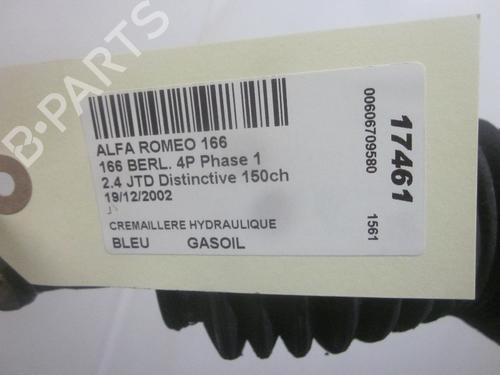 ALFA ROMEO 166
166 BERL. 4P Phase 1
2.4 JTD Distinctive 150ch
19/12/2002
CREMAILLERE HYDRAULIQUE
BLEU GASOIL
00606709580
17461
1561
B-PARTS